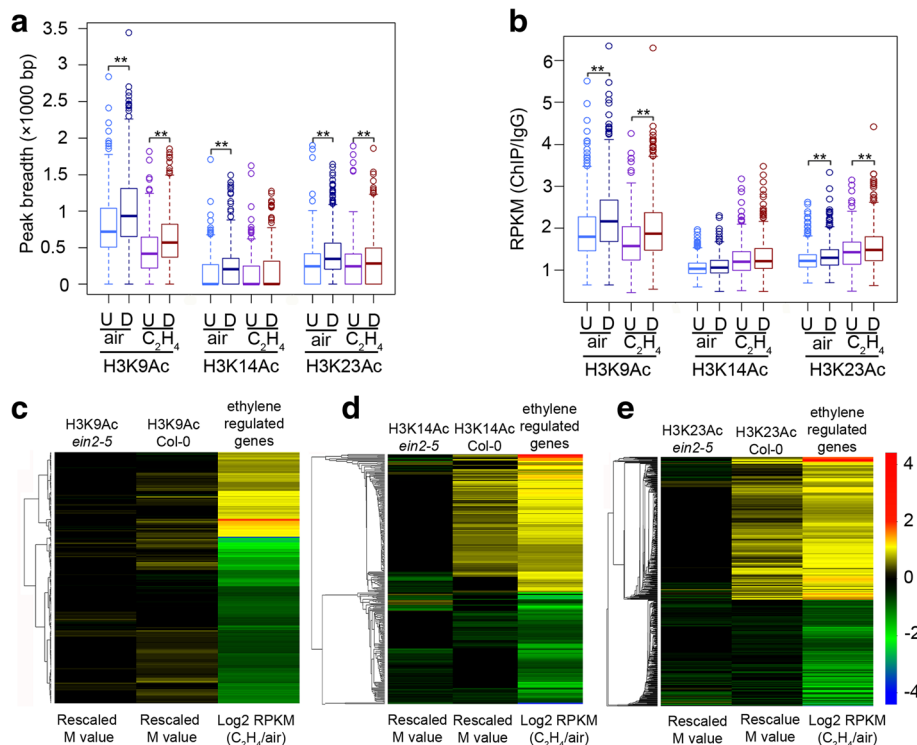 a
Peak breadth (×1000 bp)
3.5
3
2.5
2
1.5
1
0.5
0
** ** ** ** **
U D U D U D U D U D U D
air C2H4 air C2H4 air C2H4
H3K9Ac H3K14Ac H3K23Ac
b
RPKM (ChIP/IgG)
6
5
4
3
2
1
** ** ** **
U D U D U D U D U D U D
air C2H4 air C2H4 air C2H4
H3K9Ac H3K14Ac H3K23Ac
c
H3K9Ac
ein2-5
H3K9Ac
Col-0
ethylene
regulated
genes
Rescaled
M value
Rescaled
M value
Log2 RPKM
(C2H4/air)
d
H3K14Ac
ein2-5
H3K14Ac
Col-0
ethylene
regulated
genes
Rescaled
M value
Rescaled
M value
Log2 RPKM
(C2H4/air)
e
H3K23Ac
ein2-5
H3K23Ac
Col-0
ethylene
regulated
genes
Rescaled
M value
Rescalue
M value
Log2 RPKM
(C2H4/air)
4
2
0
-2
-4